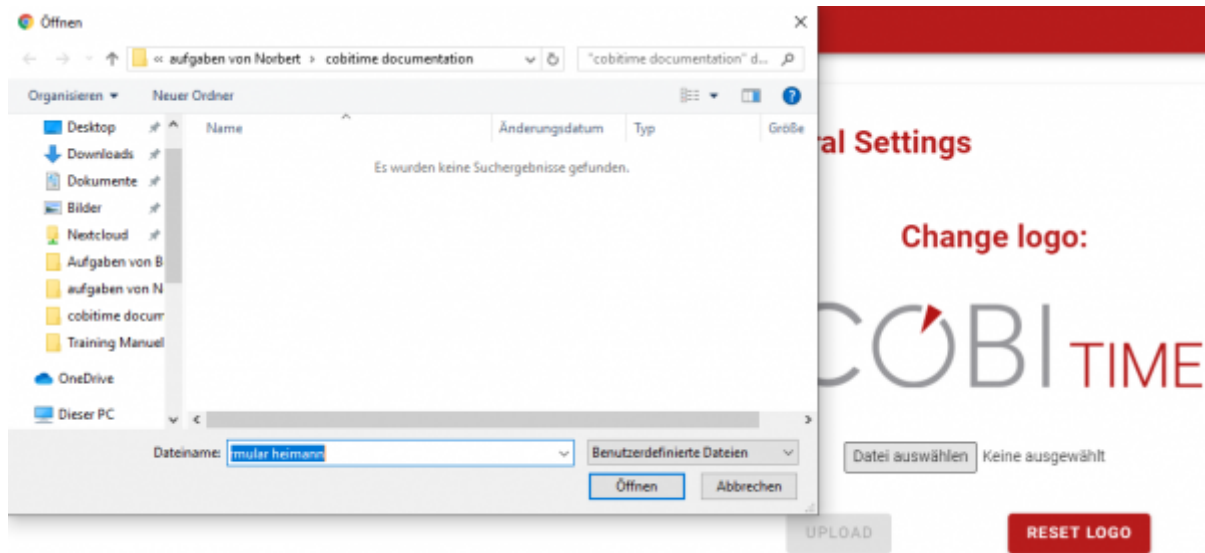 Öffnen
« aufgaben von Norbert > cobitime documentation
"cobitime documentation" d...
Organisieren
Neuer Ordner
Desktop
Downloads
Dokumente
Bilder
Nextcloud
Aufgaben von B
aufgaben von N
cobitime docum
Training Manuel
OneDrive
Dieser PC
Name
Änderungsdatum
Typ
Größe
Es wurden keine Suchergebnisse gefunden.
Dateiname:
rmular heimann
Benutzerdefinierte Dateien
Öffnen
Abbrechen
ral Settings
Change logo:
COBI TIME
Datei auswählen
Keine ausgewählt
UPLOAD
RESET LOGO